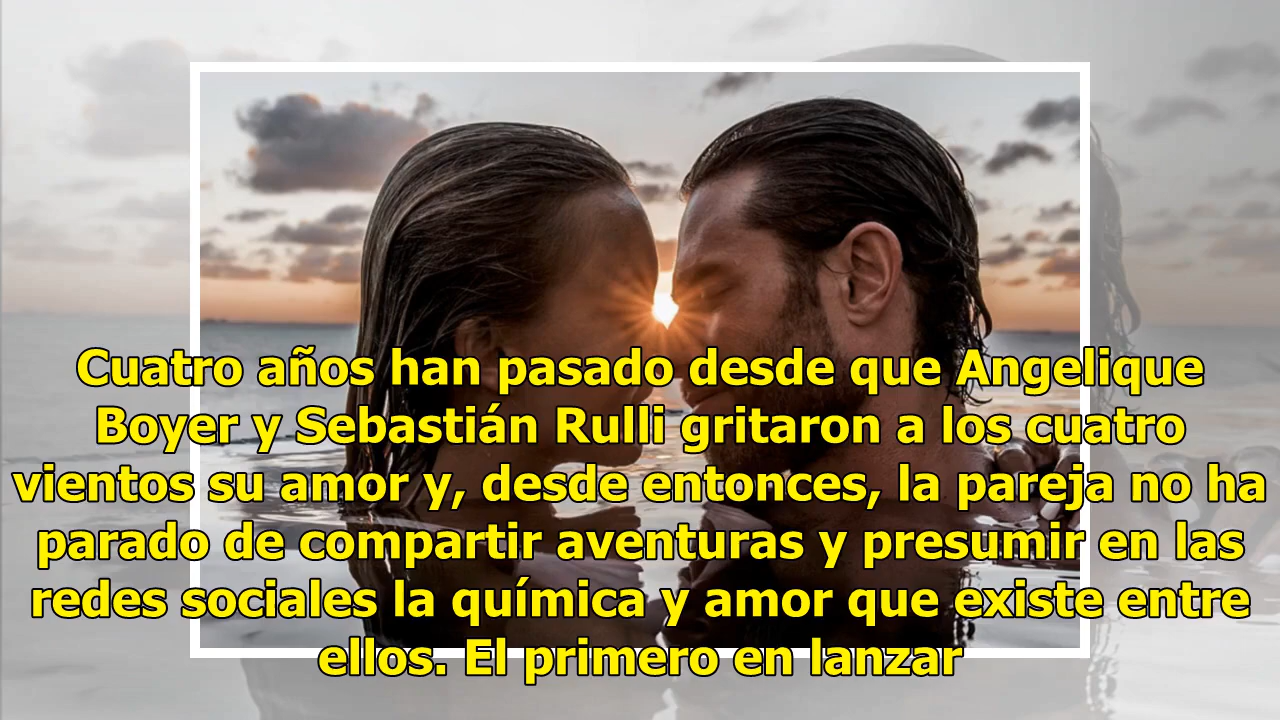 Cuatro años han pasado desde que Angelique
Boyer y Sebastián Rulli gritaron a los cuatro
vientos su amor y, desde entonces, la pareja no ha
parado de compartir aventuras y presumir en las
redes sociales la química y amor que existe entre
ellos. El primero en lanzar